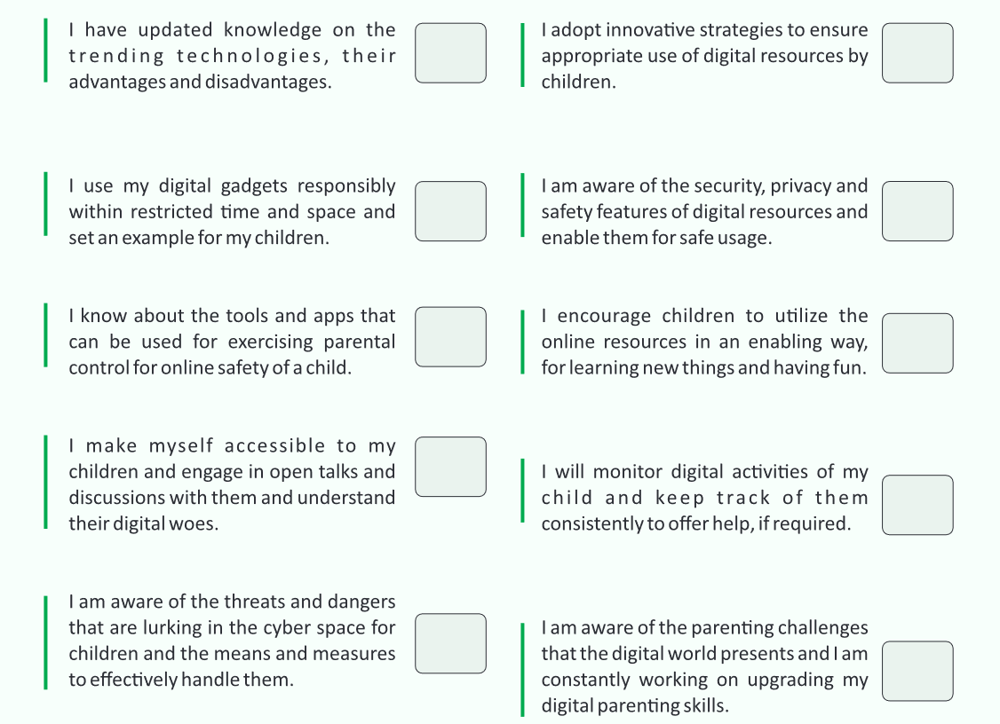 I have updated knowledge on the
trending technologies, their
advantages and disadvantages.
I use my digital gadgets responsibly
within restricted time and space and
set an example for my children.
I know about the tools and apps that
can be used for exercising parental
control for online safety of a child.
I make myself accessible to my
children and engage in open talks and
discussions with them and understand
their digital woes.
I am aware of the threats and dangers
that are lurking in the cyber space for
children and the means and measures
to effectively handle them.
I adopt innovative strategies to ensure
appropriate use of digital resources by
children.
I am aware of the security, privacy and
safety features of digital resources and
enable them for safe usage.
I encourage children to utilize the
online resources in an enabling way,
for learning new things and having fun.
I will monitor digital activities of my
child and keep track of them
consistently to offer help, if required.
I am aware of the parenting challenges
that the digital world presents and I am
constantly working on upgrading my
digital parenting skills.